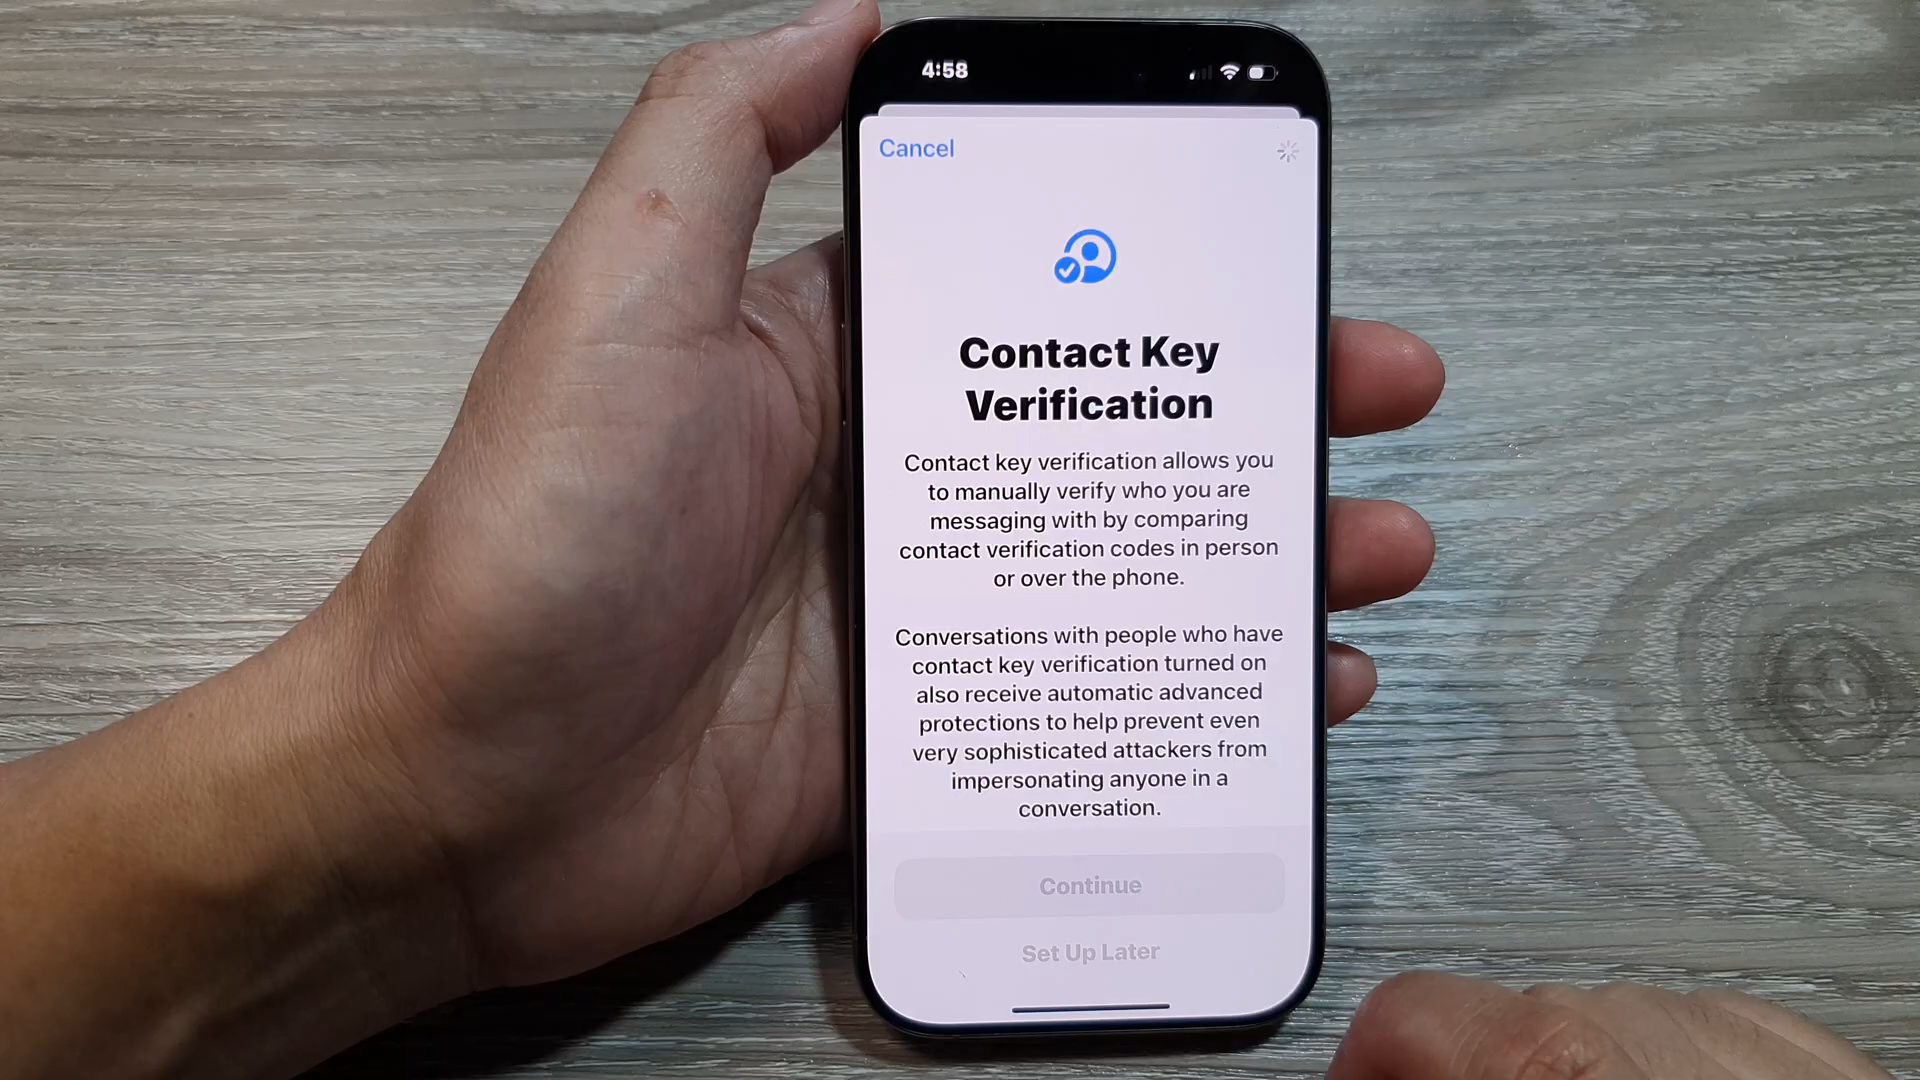 4:58
Cancel
Contact Key
Verification
Contact key verification allows you
to manually verify who you are
messaging with by comparing
contact verification codes in person
or over the phone.
Conversations with people who have
contact key verification turned on
also receive automatic advanced
protections to help prevent even
very sophisticated attackers from
impersonating anyone in a
conversation.
Continue
Set Up Later